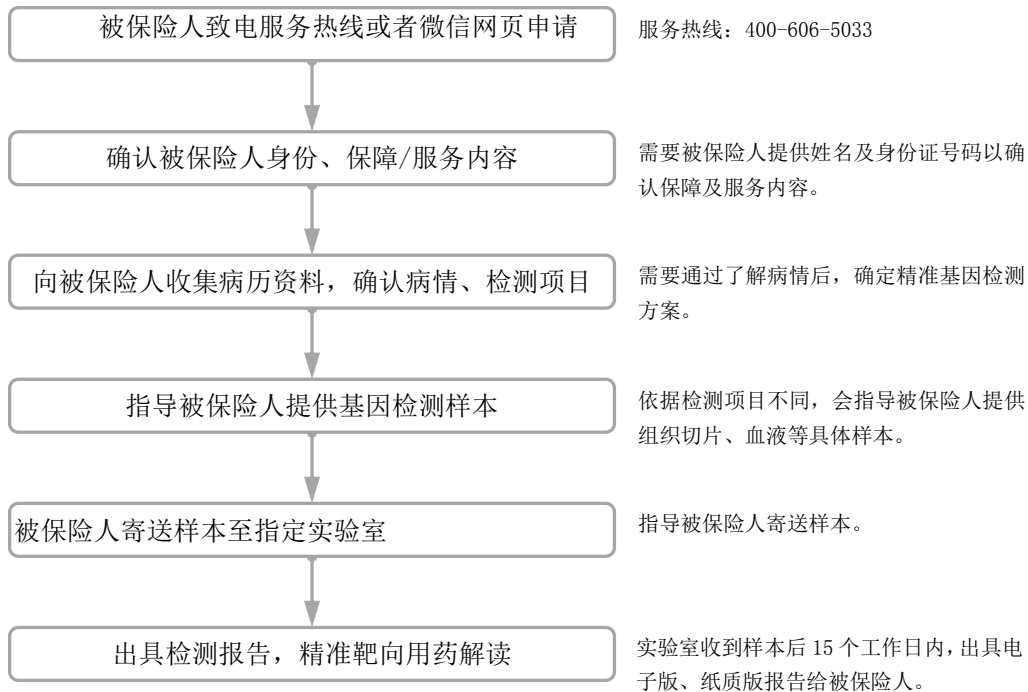 被保险人致电服务热线或者微信网页申请
服务热线：400-606-5033
确认被保险人身份、保障/服务内容
需要被保险人提供姓名及身份证号码以确
认保障及服务内容。
向被保险人收集病历资料，确认病情、检测项目
需要通过了解病情后，确定精准基因检测
方案。
指导被保险人提供基因检测样本
依据检测项目不同，会指导被保险人提供
组织切片、血液等具体样本。
被保险人寄送样本至指定实验室
指导被保险人寄送样本。
出具检测报告，精准靶向用药解读
实验室收到样本后 15 个工作日内，出具电
子版、纸质版报告给被保险人。